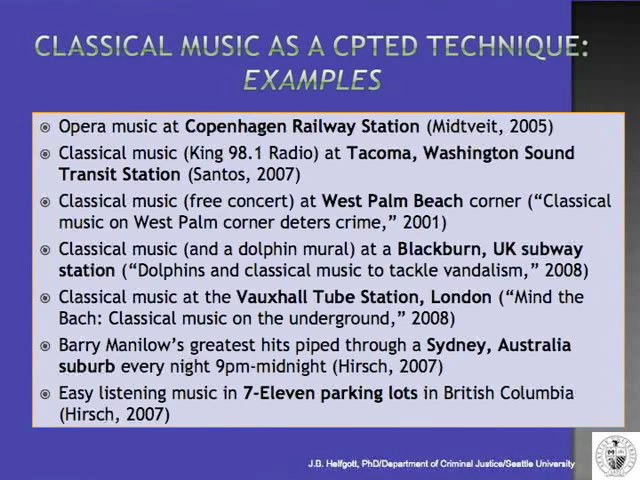 CLASSICAL MUSIC AS A CPTED TECHNIQUE:
EXAMPLES
Opera music at Copenhagen Railway Station (Midtveit, 2005)
Classical music (King 98.1 Radio) at Tacoma, Washington Sound
Transit Station (Santos, 2007)
Classical music (free concert) at West Palm Beach corner (“Classical
music on West Palm corner deters crime,” 2001)
Classical music (and a dolphin mural) at a Blackburn, UK subway
station (“Dolphins and classical music to tackle vandalism,” 2008)
Classical music at the Vauxhall Tube Station, London (“Mind the
Bach: Classical music on the underground,” 2008)
Barry Manilow’s greatest hits piped through a Sydney, Australia
suburb every night 9pm-midnight (Hirsch, 2007)
Easy listening music in 7-Eleven parking lots in British Columbia
(Hirsch, 2007)
J.B. Helfgott, PhD/Department of Criminal Justice/Seattle University